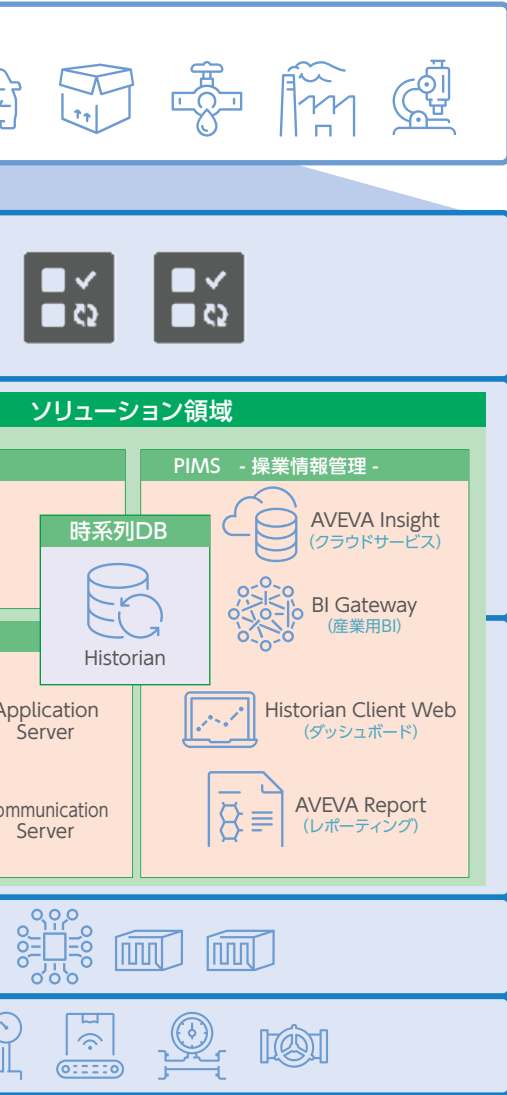 ソリューション領域
PIMS - 操業情報管理 -
時系列DB
Historian
AVEVA Insight
(クラウドサービス)
BI Gateway
(産業用BI)
Historian Client Web
(ダッシュボード)
AVEVA Report
(レポーティング)
Application
Server
ommunication
Server